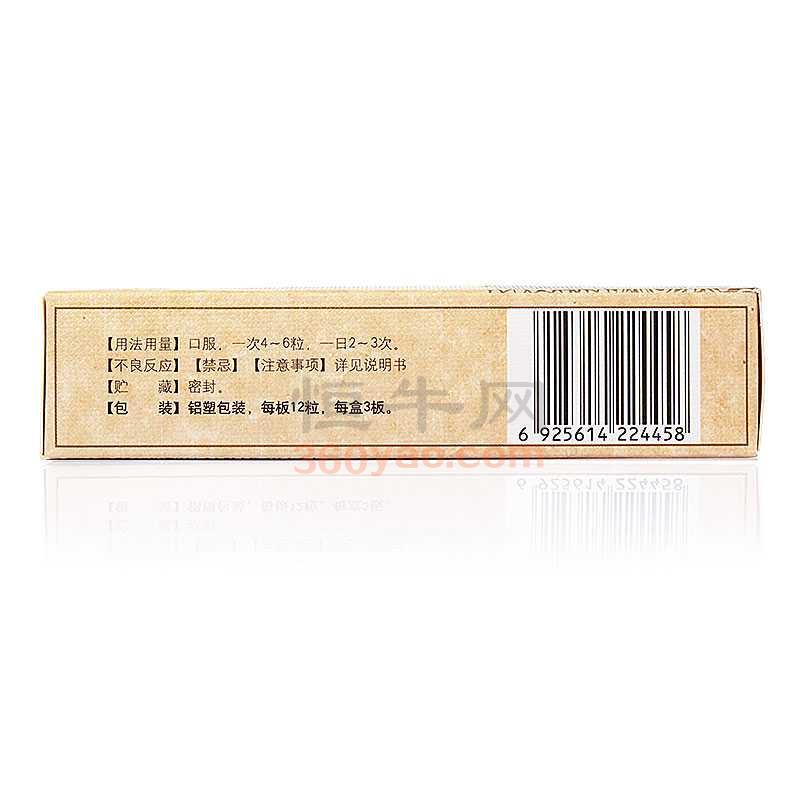 【用法用量】口服，一次4～6粒，一日2～3次。
【不良反应】【禁忌】【注意事项】详见说明书
【贮　　藏】密封。
【包　　装】铝塑包装，每板12粒，每盒3板。
6 925614 224458
恒牛网
360yao.com